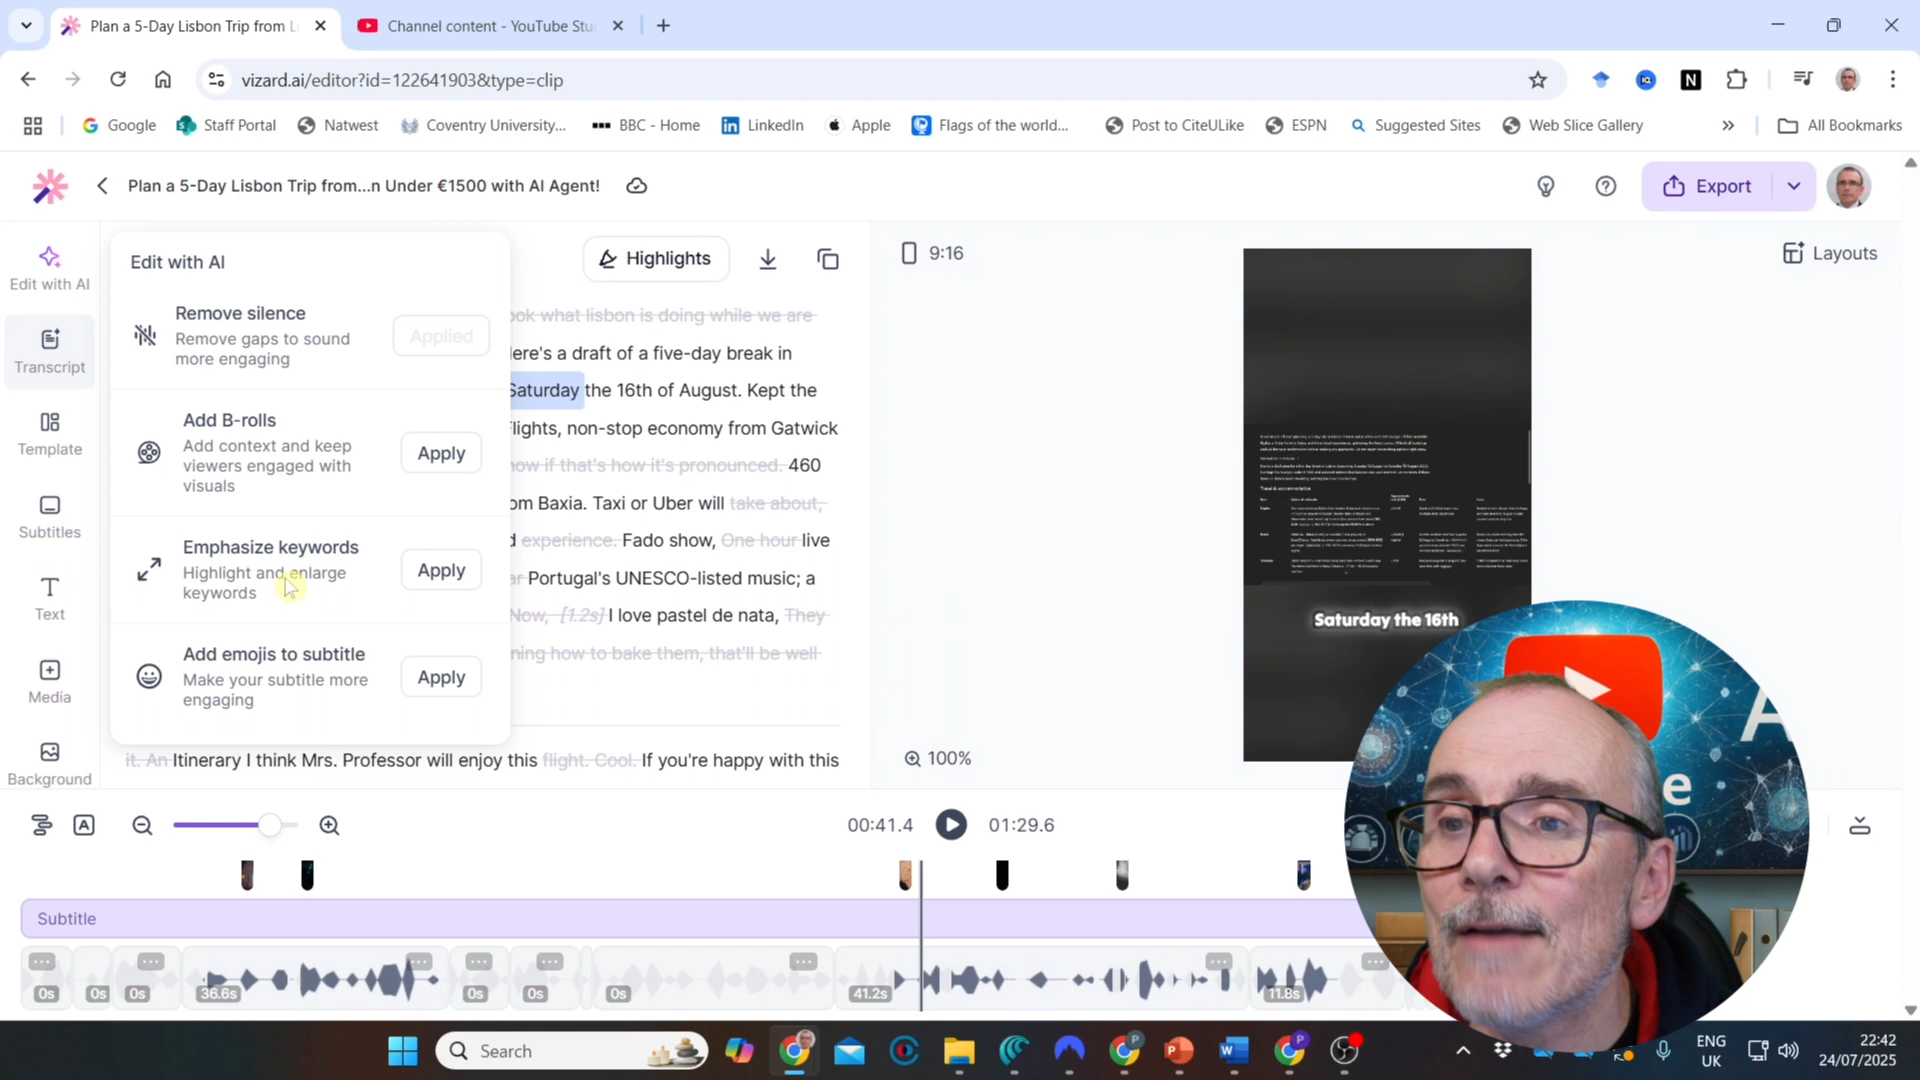 Plan a 5-Day Lisbon Trip from L
Channel content - YouTube Stu
vizard.ai/editor?id=122641903&type=clip
Google
Staff Portal
Natwest
Coventry University...
BBC - Home
LinkedIn
Apple
Flags of the world...
Post to CiteULike
ESPN
Suggested Sites
Web Slice Gallery
All Bookmarks
Plan a 5-Day Lisbon Trip from...n Under €1500 with AI Agent!
Export
Edit with AI
Transcript
Template
Subtitles
Text
Media
Background
Edit with AI
Remove silence
Remove gaps to sound
more engaging
Applied
Add B-rolls
Add context and keep
viewers engaged with
visuals
Apply
Emphasize keywords
Highlight and enlarge
keywords
Apply
Add emojis to subtitle
Make your subtitle more
engaging
Apply
Highlights
ook what lisbon is doing while we are
Here's a draft of a five-day break in
Saturday the 16th of August. Kept the
flights, non-stop economy from Gatwick
now if that's how it's pronounced. 460
om Baxia. Taxi or Uber will take about,
d experience. Fado show, One hour live
ar Portugal's UNESCO-listed music; a
Now, [1.2s] I love pastel de nata, They
ning how to bake them, that'll be well
it. An Itinerary I think Mrs. Professor will enjoy this flight. Cool. If you're happy with this
9:16
Layouts
Saturday the 16th
100%
00:41.4
01:29.6
Subtitle
0s
0s
0s
36.6s
0s
0s
0s
41.2s
11.8s
Search
ENG
UK
22:42
24/07/2025